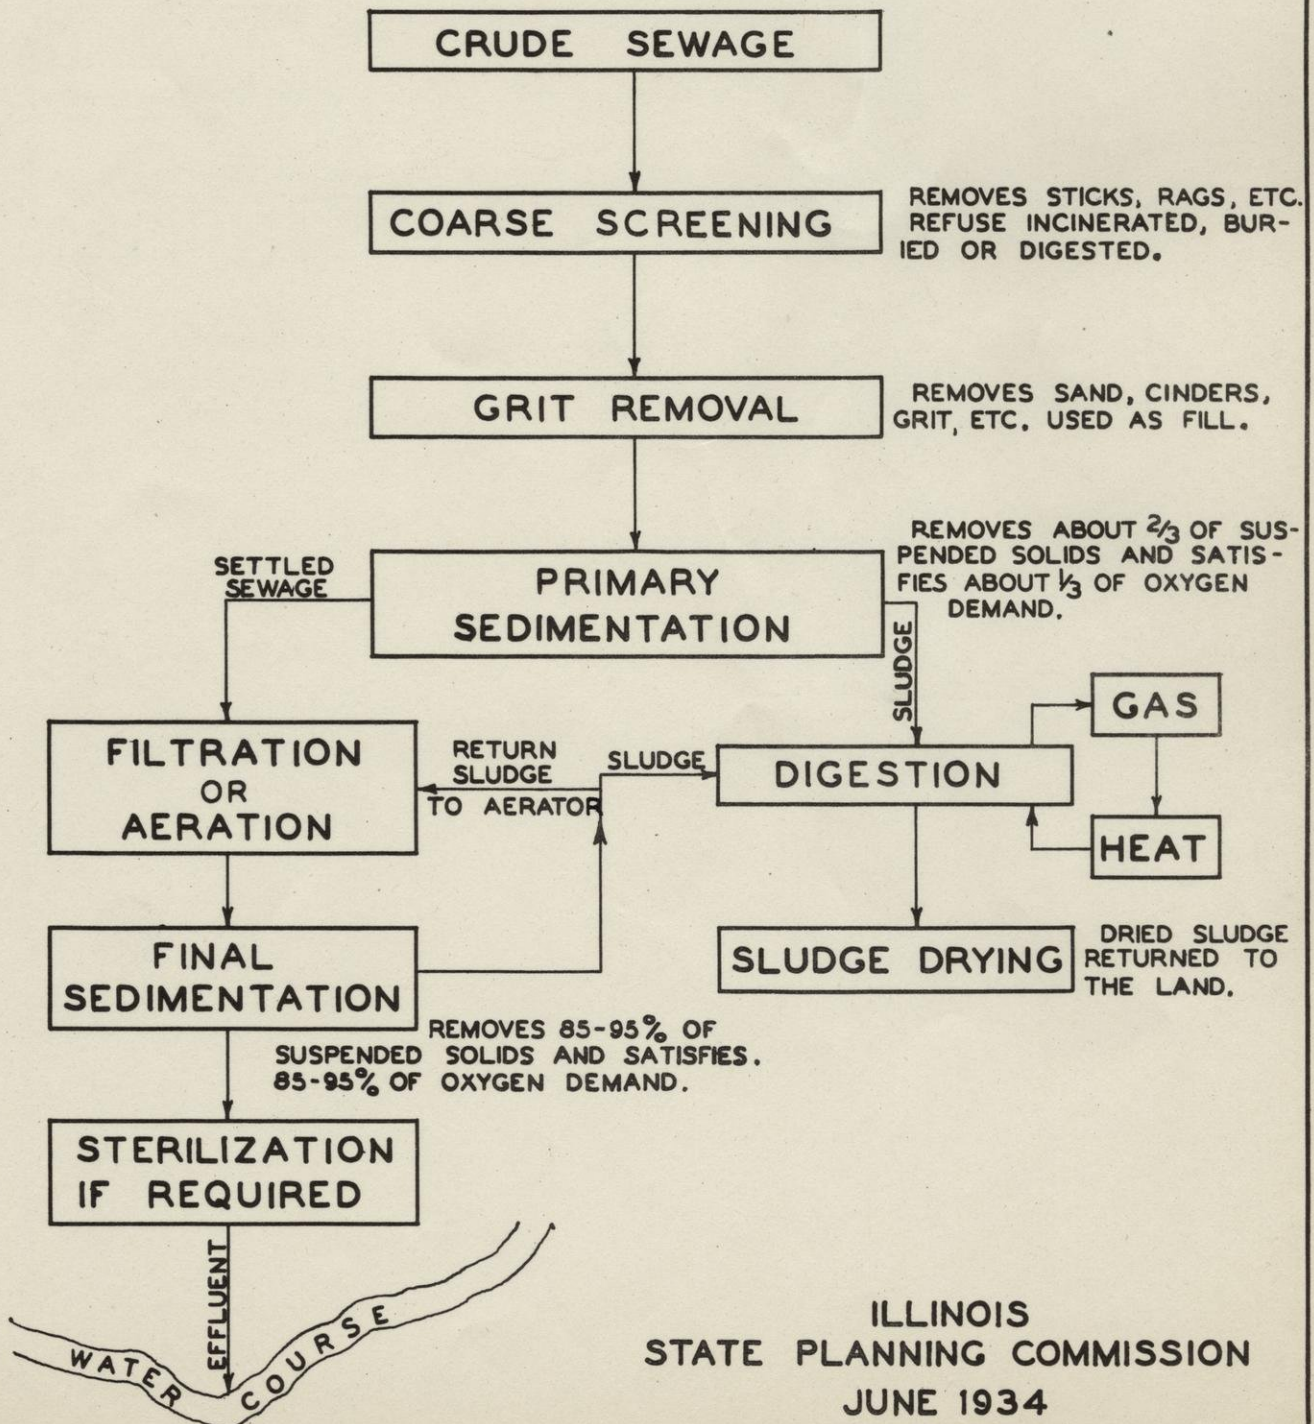 CRUDE SEWAGE
COARSE SCREENING
REMOVES STICKS, RAGS, ETC.
REFUSE INCINERATED, BUR-
IED OR DIGESTED.
GRIT REMOVAL
REMOVES SAND, CINDERS,
GRIT, ETC. USED AS FILL.
PRIMARY
SEDIMENTATION
REMOVES ABOUT 2/3 OF SUS-
PENDED SOLIDS AND SATIS-
FIES ABOUT 1/3 OF OXYGEN
DEMAND.
SETTLED
SEWAGE
SLUDGE
GAS
FILTRATION
OR
AERATION
RETURN
SLUDGE
TO AERATOR
SLUDGE
DIGESTION
HEAT
FINAL
SEDIMENTATION
SLUDGE DRYING
DRIED SLUDGE
RETURNED TO
THE LAND.
REMOVES 85-95% OF
SUSPENDED SOLIDS AND SATISFIES.
85-95% OF OXYGEN DEMAND.
STERILIZATION
IF REQUIRED
EFFLUENT
WATER COURSE
ILLINOIS
STATE PLANNING COMMISSION
JUNE 1934